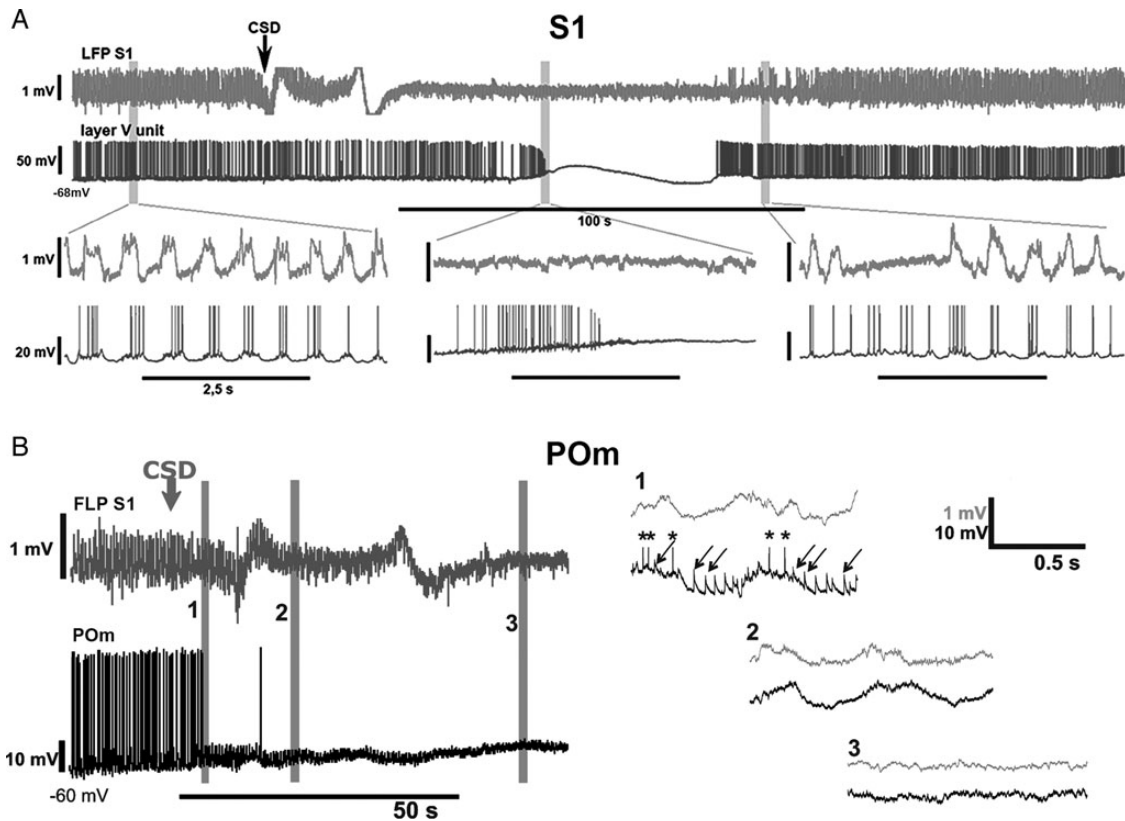 A
S1
CSD
LFP S1
1 mV
layer V unit
50 mV
-68mV
100 s
1 mV
20 mV
2,5 s
B
POm
CSD
FLP S1
1 mV
1 2 3
POm
10 mV
-60 mV
50 s
1
** * * *
1 mV
10 mV
0.5 s
2
3